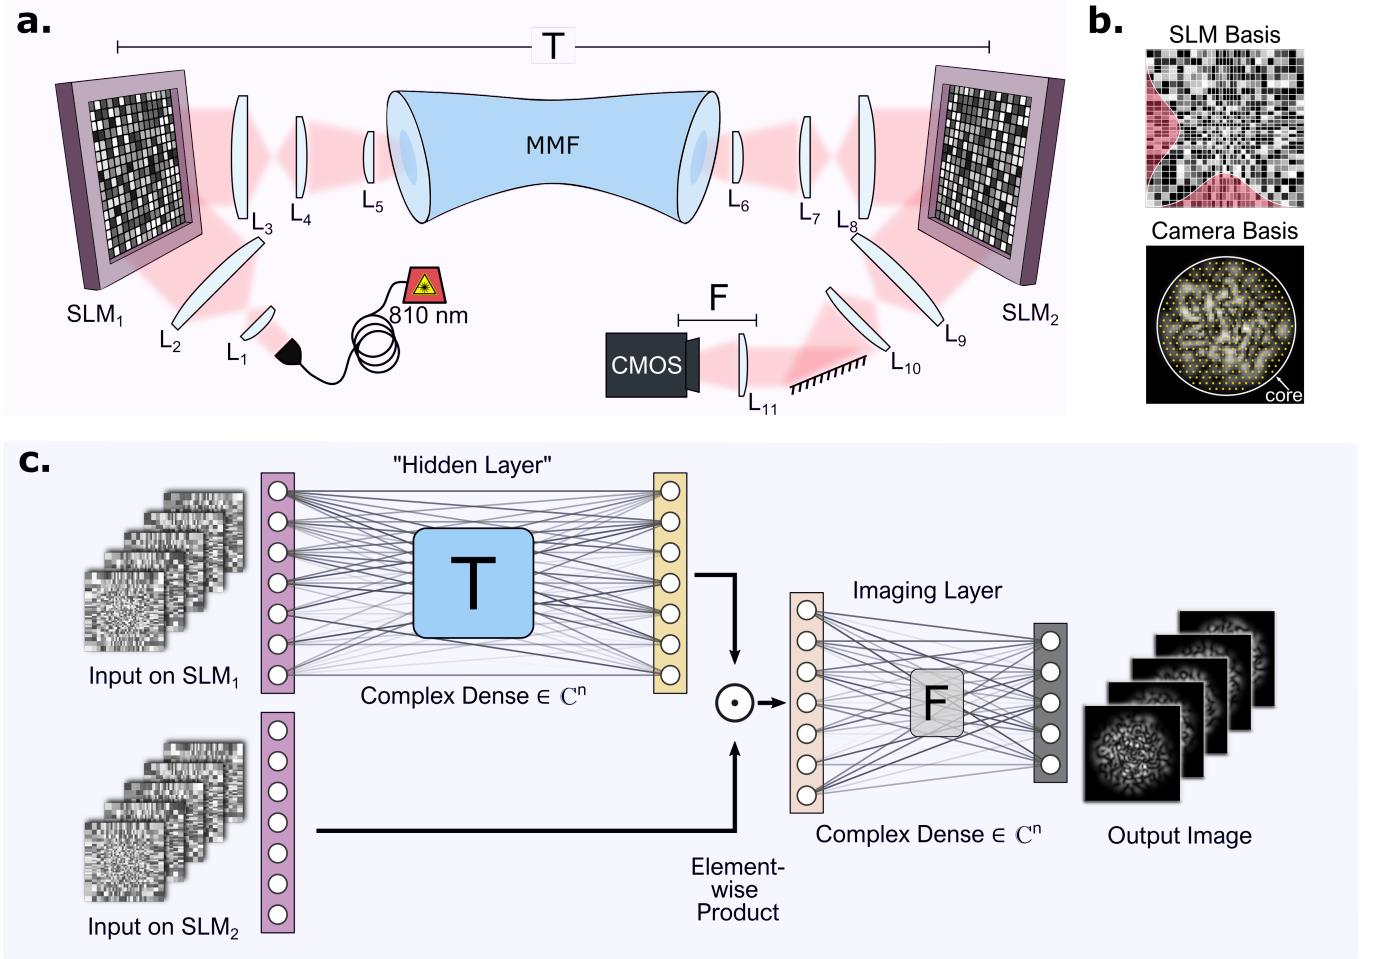 a.
T
MMF
L3
L4
L5
L6
L7
L8
SLM1
L2
L1
810 nm
F
CMOS
L11
L10
L9
SLM2
b.
SLM Basis
Camera Basis
core
c.
"Hidden Layer"
T
Input on SLM1
Complex Dense ∈ ℂn
Imaging Layer
F
Complex Dense ∈ ℂn
Output Image
Element-
wise
Product
Input on SLM2